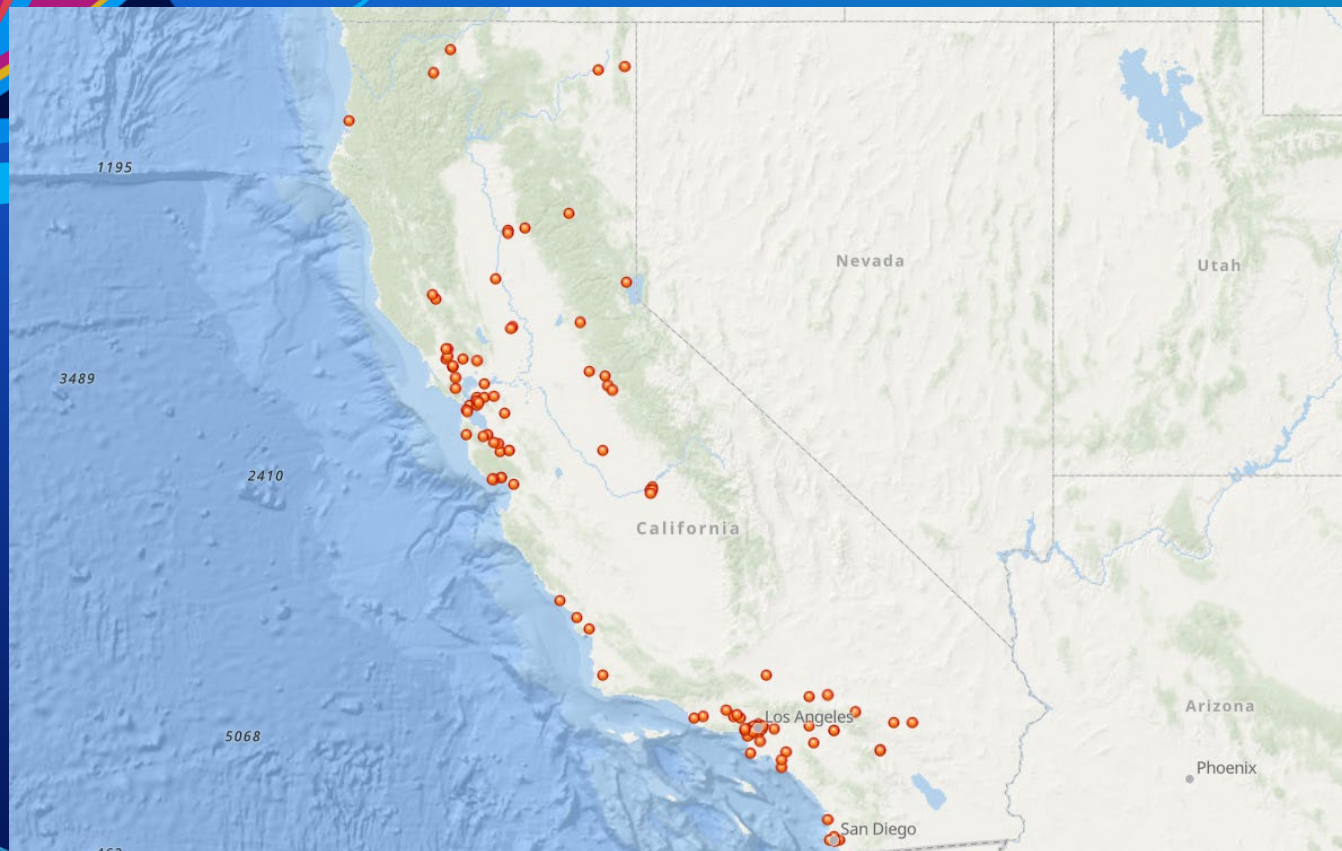 1195
Nevada
Utah
3489
2410
California
Arizona
Los Angeles
5068
Phoenix
San Diego